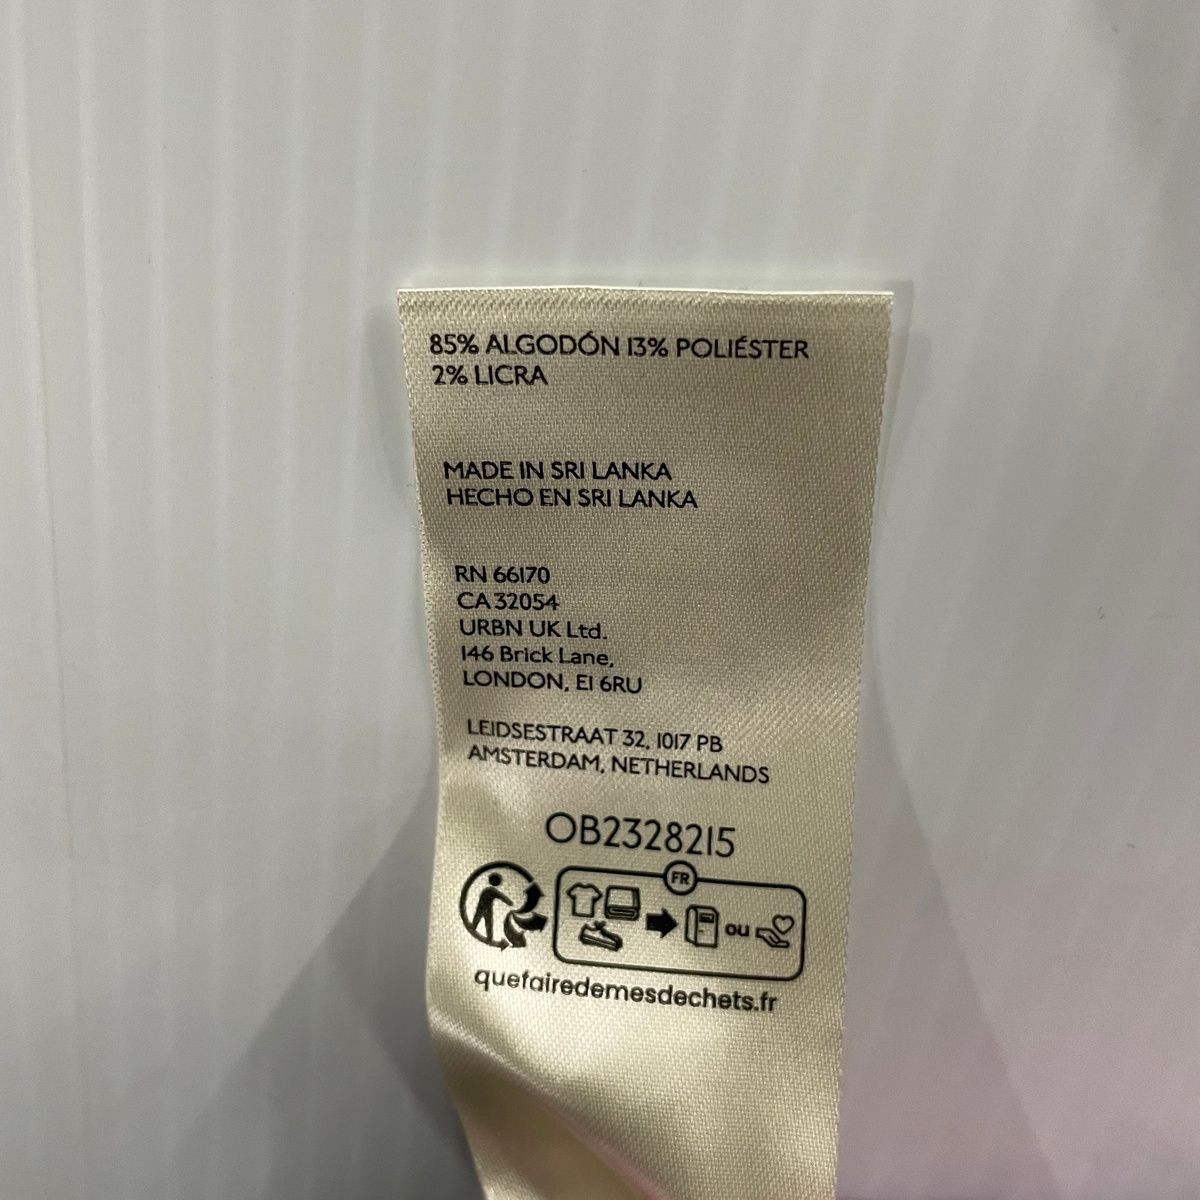 85% ALGODÓN 13% POLIÉSTER
2% LICRA
MADE IN SRI LANKA
HECHO EN SRI LANKA
RN 66170
CA 32054
URBN UK Ltd.
146 Brick Lane,
LONDON, E1 6RU
LEIDSESTRAAT 32, 1017 PB
AMSTERDAM, NETHERLANDS
OB2328215
FR
ou
quefairedemesdechets.fr